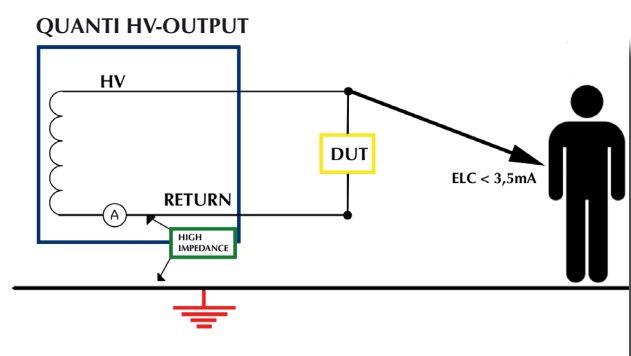 QUANTI HV-OUTPUT
HV
DUT
ELC < 3,5mA
RETURN
A
HIGH
IMPEDANCE